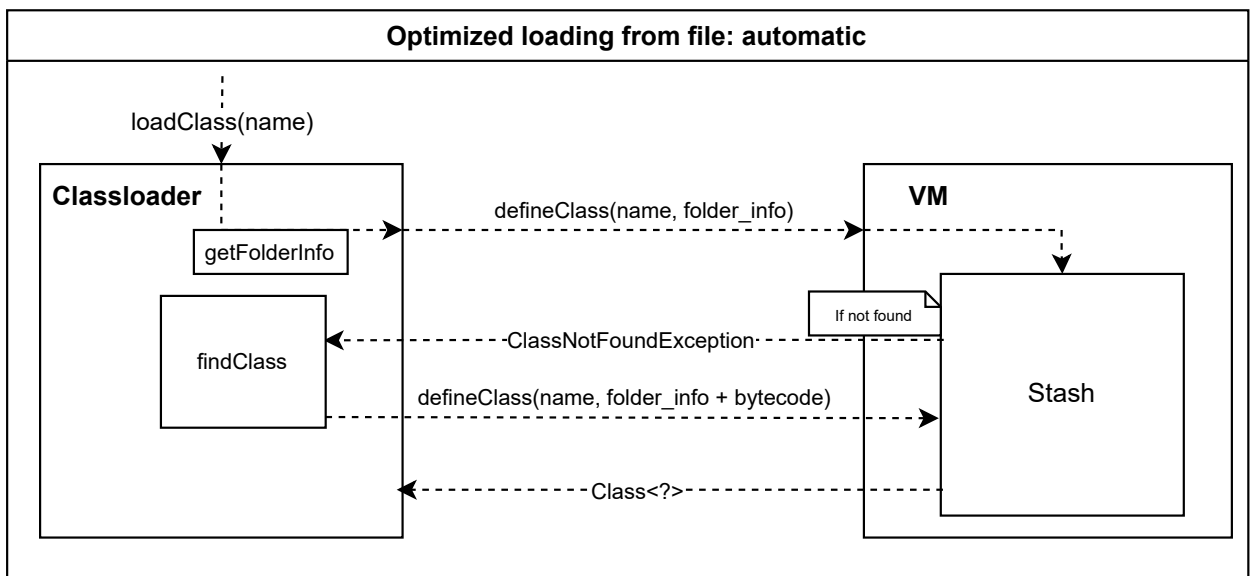 Optimized loading from file: automatic
loadClass(name)
Classloader
VM
defineClass(name, folder_info)
getFolderInfo
If not found
ClassNotFoundException
findClass
defineClass(name, folder_info + bytecode)
Stash
Class<?>